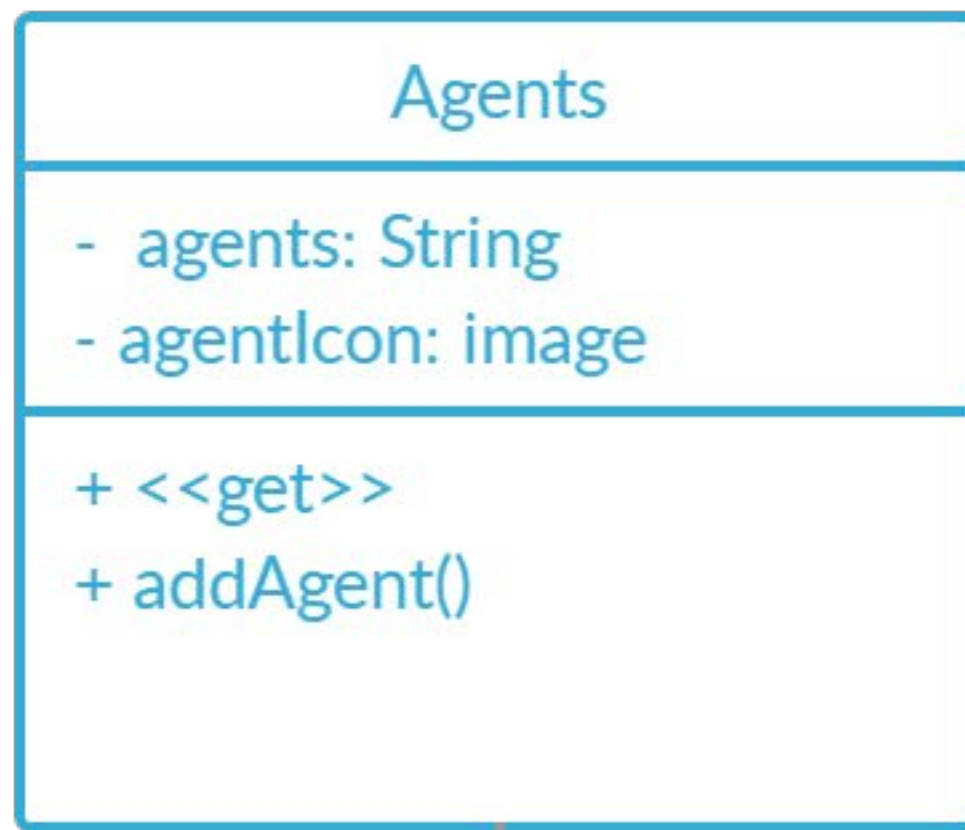 Agents
- agents: String
- agentIcon: image
+ <<get>>
+ addAgent()